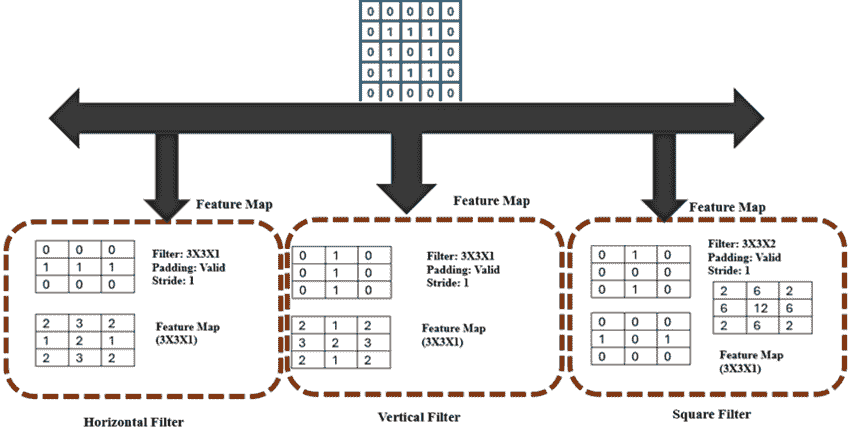 0 0 0 0 0
0 1 1 1 0
0 1 0 1 0
0 1 1 1 0
0 0 0 0 0
Feature Map
0 0 0
1 1 1
0 0 0
Filter: 3X3X1
Padding: Valid
Stride: 1
2 3 2
1 2 1
2 3 2
Feature Map
(3X3X1)
Horizontal Filter
Feature Map
0 1 0
0 1 0
0 1 0
Filter: 3X3X1
Padding: Valid
Stride: 1
2 1 2
3 2 3
2 1 2
Feature Map
(3X3X1)
Vertical Filter
Feature Map
0 1 0
0 0 0
0 1 0
Filter: 3X3X2
Padding: Valid
Stride: 1
2 6 2
6 12 6
2 6 2
0 0 0
1 0 1
0 0 0
Feature Map
(3X3X1)
Square Filter